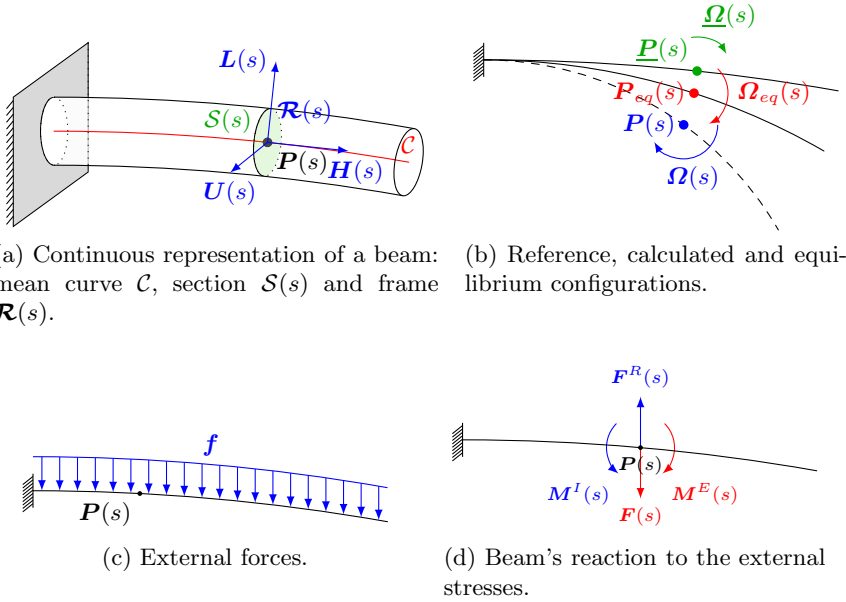 L(s)
S(s)
R(s)
C
P(s)
H(s)
U(s)
(a) Continuous representation of a beam:
mean curve C, section S(s) and frame
R(s).
Ω(s)
P(s)
P_eq(s)
Ω_eq(s)
P(s)
Ω(s)
(b) Reference, calculated and equi-
librium configurations.
f
P(s)
(c) External forces.
F^R(s)
P(s)
M^I(s)
M^E(s)
F(s)
(d) Beam's reaction to the external
stresses.